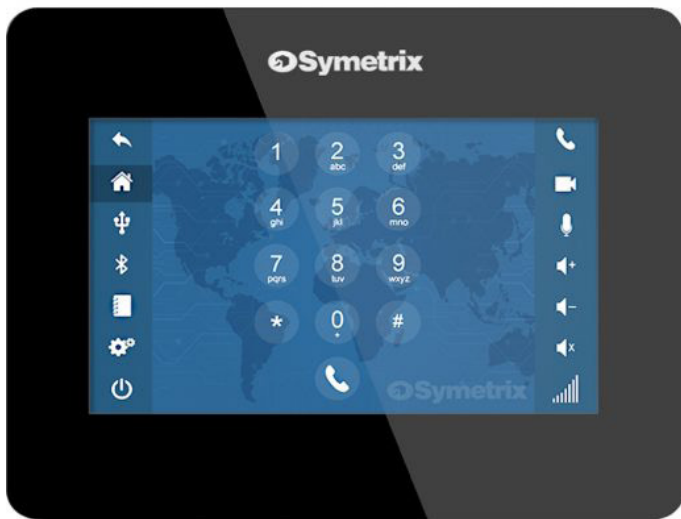 Symetrix
1 2 3
abc def
4 5 6
ghi jkl mno
7 8 9
pqrs tuv wxyz
* 0 #
+
Symetrix